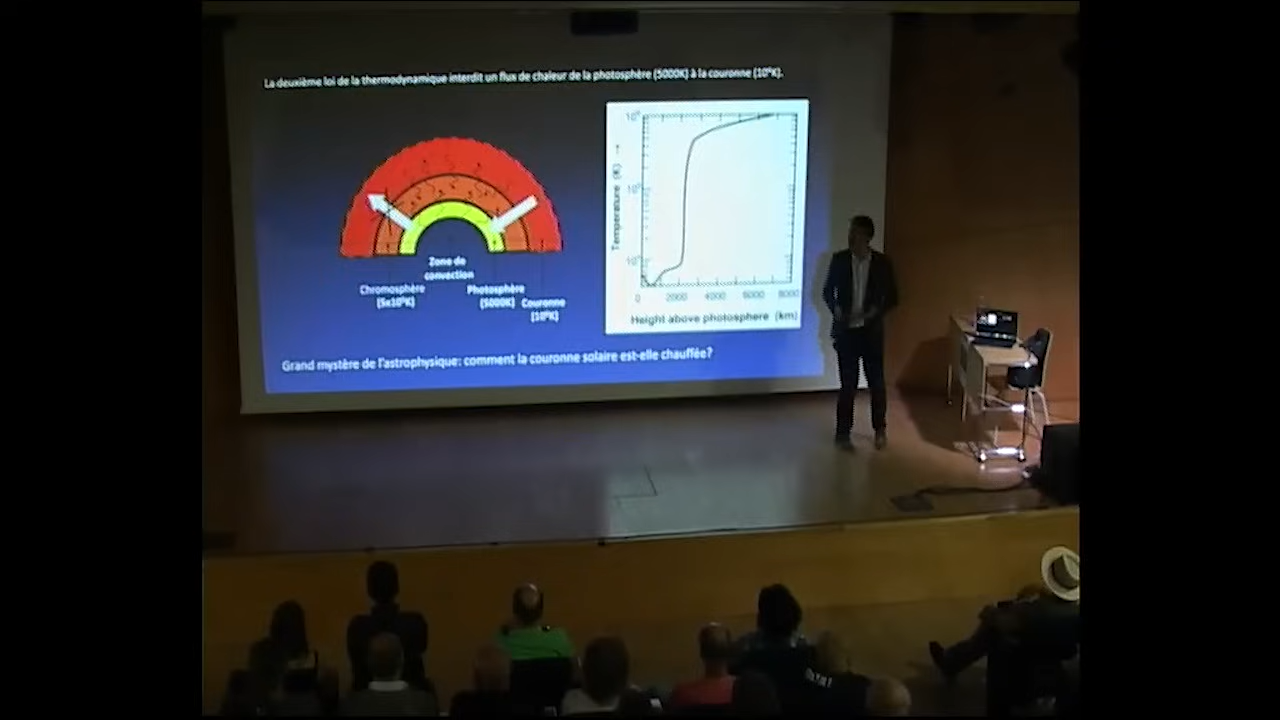 La deuxième loi de la thermodynamique interdit un flux de chaleur de la photosphère (5000K) à la couronne (10⁶K).
Zone de
convection
Chromosphère
Photosphère
(5000K)
Couronne
(10⁶K)
Temperature (K) →
10⁶
10⁵
0 2000 4000 6000 8000
Height above photosphere (km)
Grand mystère de l'astrophysique: comment la couronne solaire est-elle chauffée?